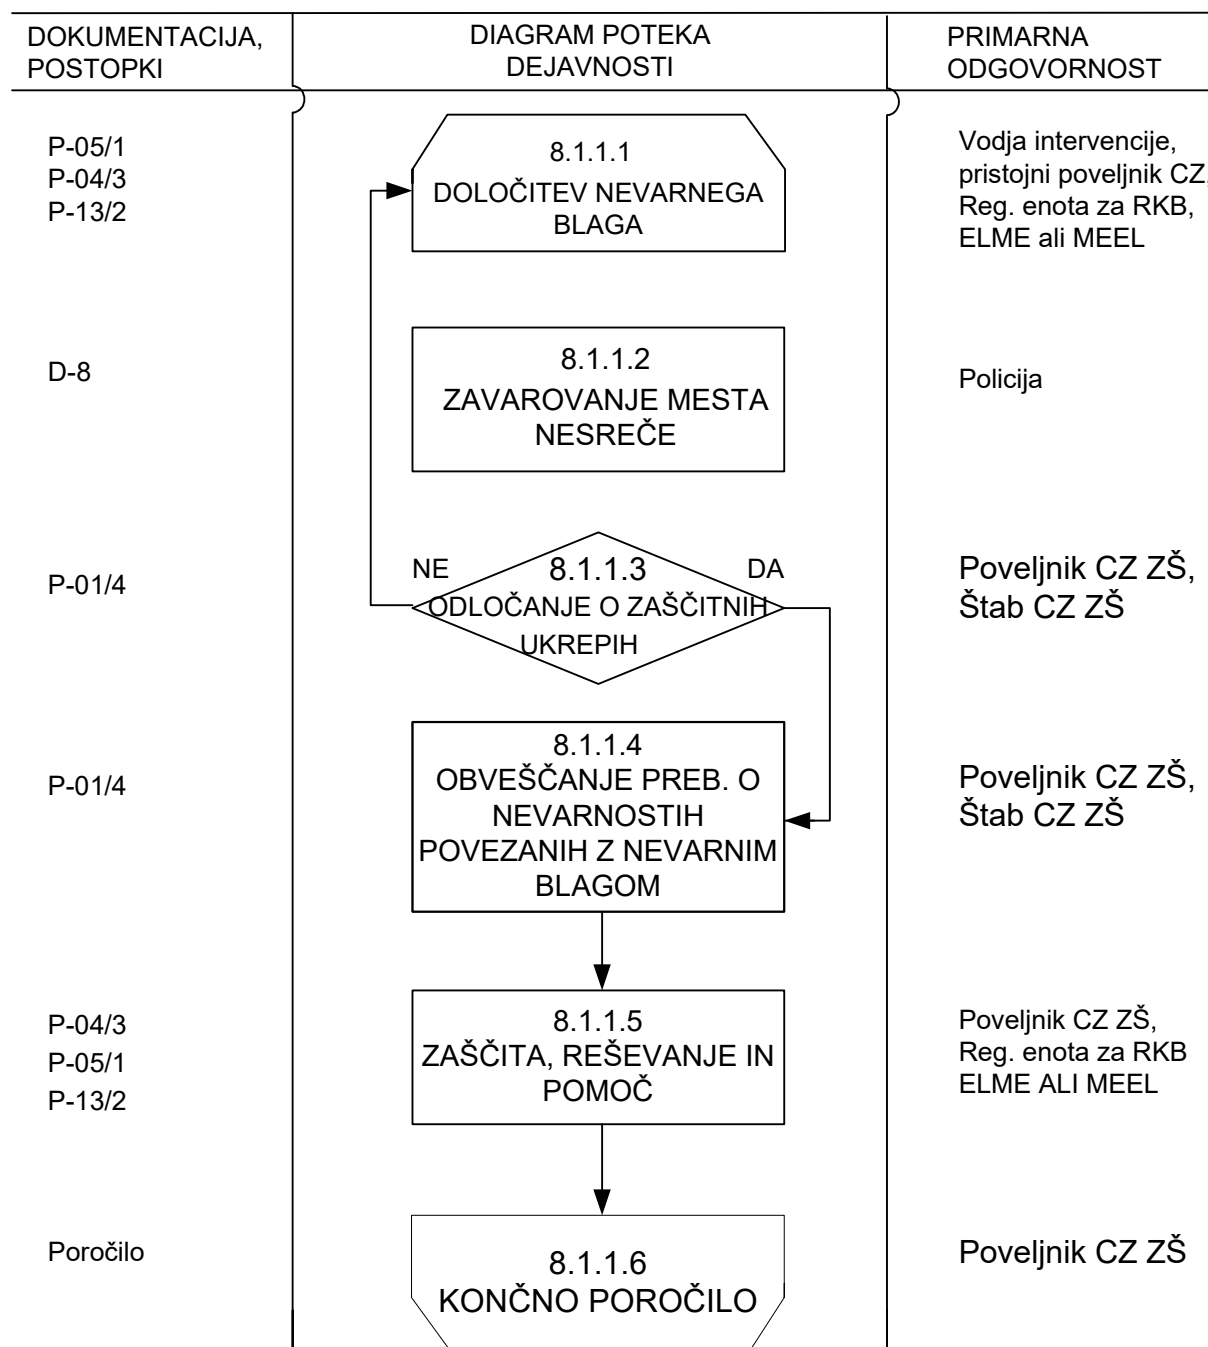 DOKUMENTACIJA,
POSTOPKI
DIAGRAM POTEKA
DEJAVNOSTI
PRIMARNA
ODGOVORNOST
P-05/1
P-04/3
P-13/2
8.1.1.1
DOLOČITEV NEVARNEGA
BLAGA
Vodja intervencije,
pristojni poveljnik CZ,
Reg. enota za RKB,
ELME ali MEEL
D-8
8.1.1.2
ZAVAROVANJE MESTA
NESREČE
Policija
P-01/4
NE
8.1.1.3
DA
ODLOČANJE O ZAŠČITNIH
UKREPIH
Poveljnik CZ ZŠ,
Štab CZ ZŠ
P-01/4
8.1.1.4
OBVEŠČANJE PREB. O
NEVARNOSTIH
POVEZANIH Z NEVARNIM
BLAGOM
Poveljnik CZ ZŠ,
Štab CZ ZŠ
P-04/3
P-05/1
P-13/2
8.1.1.5
ZAŠČITA, REŠEVANJE IN
POMOČ
Poveljnik CZ ZŠ,
Reg. enota za RKB
ELME ALI MEEL
Poročilo
8.1.1.6
KONČNO POROČILO
Poveljnik CZ ZŠ